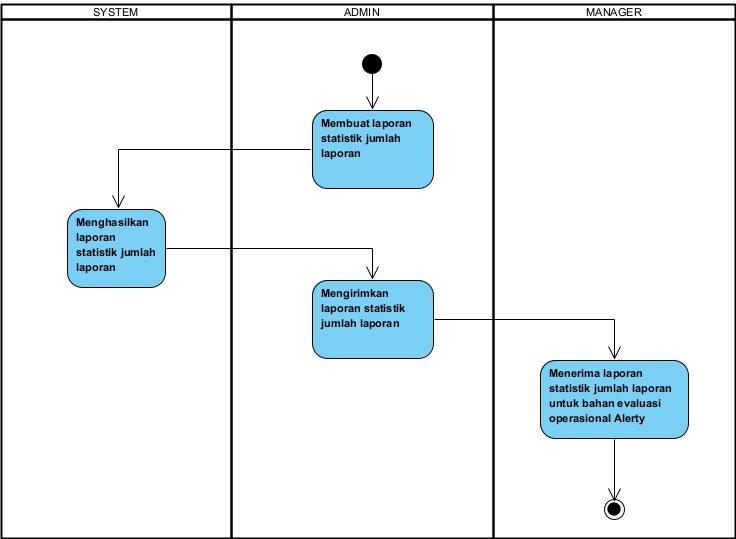 SYSTEM
ADMIN
MANAGER
Membuat laporan
statistik jumlah
laporan
Menghasilkan
laporan
statistik jumlah
laporan
Mengirimkan
laporan statistik
jumlah laporan
Menerima laporan
statistik jumlah laporan
untuk bahan evaluasi
operasional Alerty